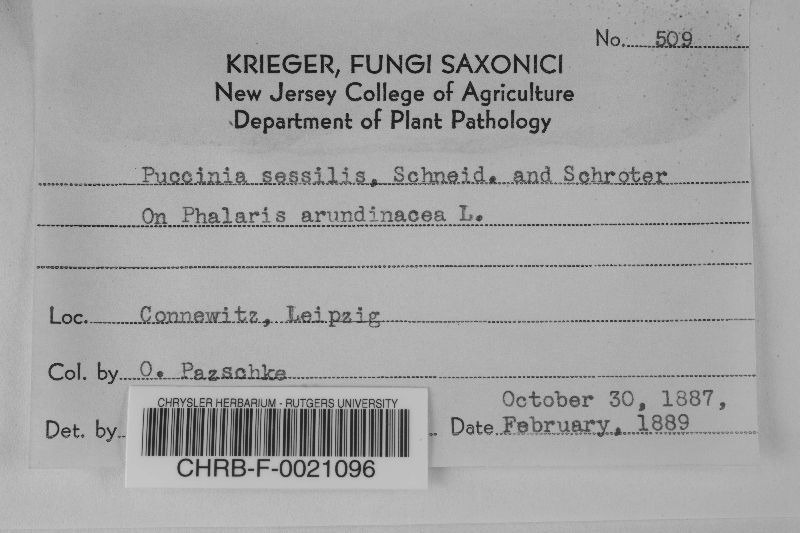 No. 509
KRIEGER, FUNGI SAXONICI
New Jersey College of Agriculture
Department of Plant Pathology
Puccinia sessilis, Schneid. and Schroter
On Phalaris arundinacea L.
Loc. Connewitz, Leipzig
Col. by O. Pazschke
October 30, 1887,
Det. by Date February, 1889
CHRYSLER HERBARIUM - RUTGERS UNIVERSITY
CHRB-F-0021096